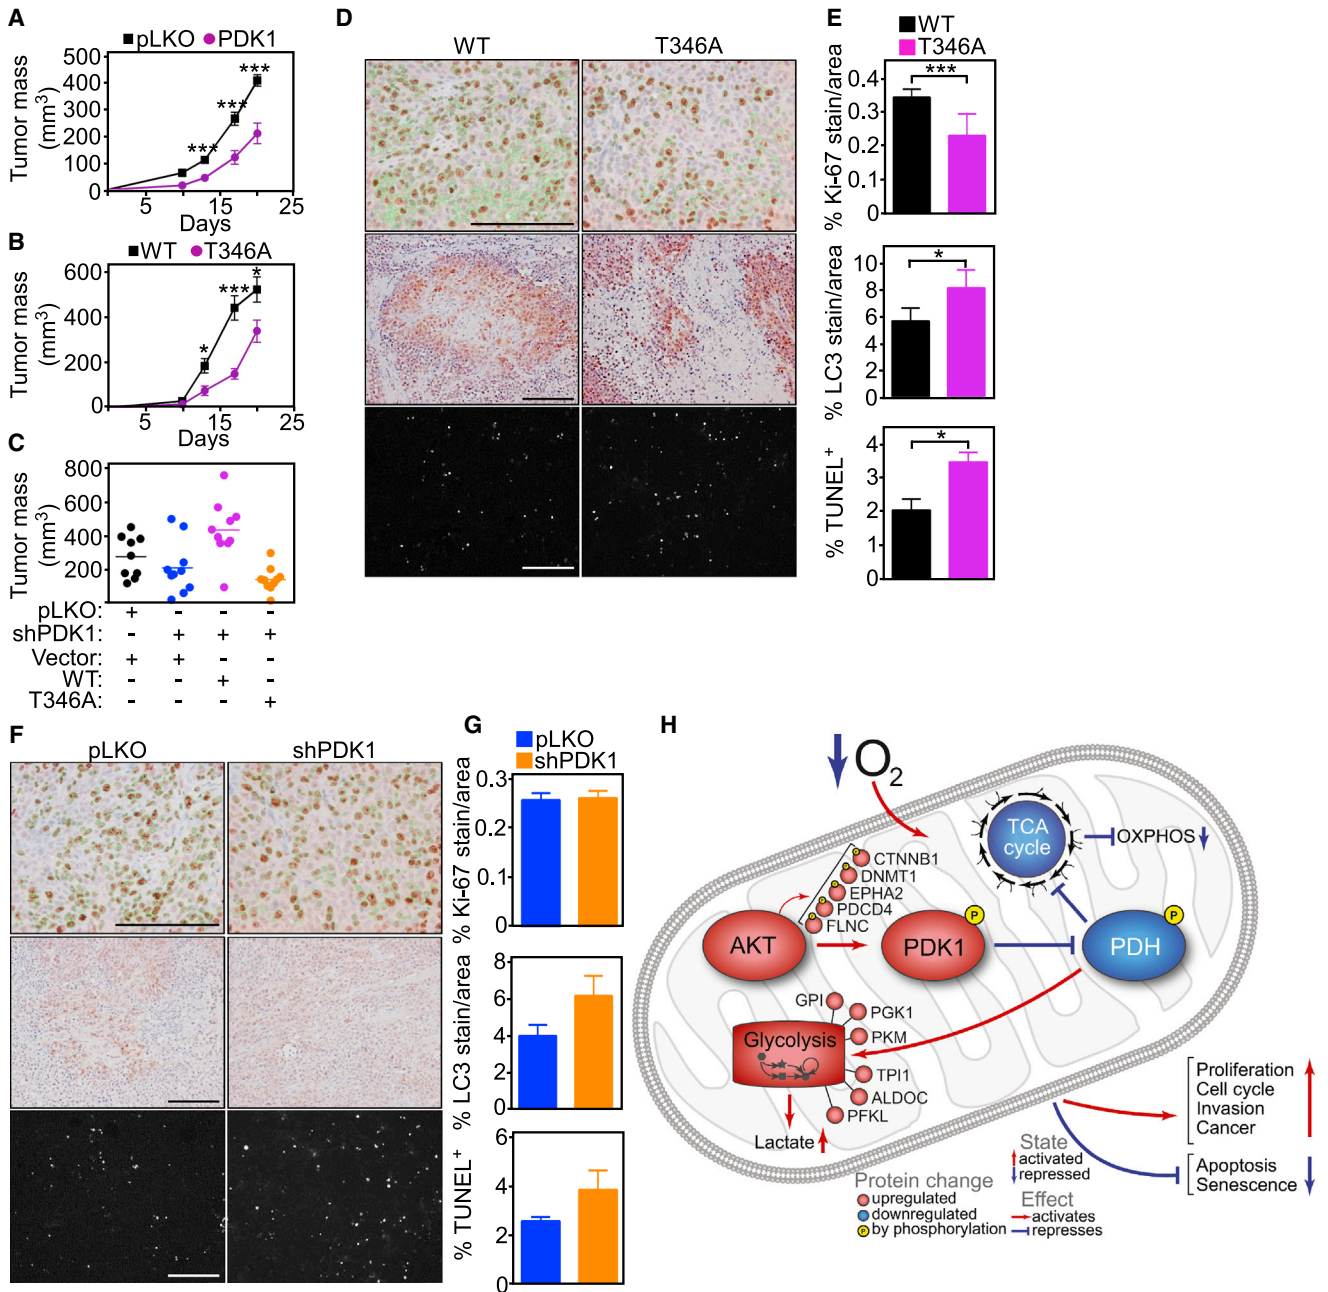 A
pLKO PDK1
Tumor mass
(mm3)
500
400
300
200
100
0
***
***
***
5 15 25
Days
B
WT T346A
Tumor mass
(mm3)
600
400
200
0
*
***
*
5 15 25
Days
C
Tumor mass
(mm3)
800
600
400
200
pLKO: + - - -
shPDK1: - + + +
Vector: + + - -
WT: - - + -
T346A: - - - +
D
WT T346A
E
WT
T346A
% Ki-67 stain/area
0.4
0.3
0.2
0.1
0
***
% LC3 stain/area
10
8
6
4
2
0
*
% TUNEL+
4
3
2
1
0
*
F
pLKO shPDK1
G
pLKO
shPDK1
% Ki-67 stain/area
0.3
0.2
0.1
0
% LC3 stain/area
8
6
4
2
0
% TUNEL+
6
4
2
0
H
O2
TCA
cycle
OXPHOS
CTNNB1
DNMT1
EPHA2
PDCD4
FLNC
P
P
P
P
P
AKT
PDK1
P
PDH
P
GPI
PGK1
PKM
Glycolysis
TPI1
ALDOC
PFKL
Lactate
Proliferation
Cell cycle
Invasion
Cancer
Apoptosis
Senescence
State
activated
repressed
Protein change
upregulated
downregulated
P by phosphorylation
Effect
activates
represses